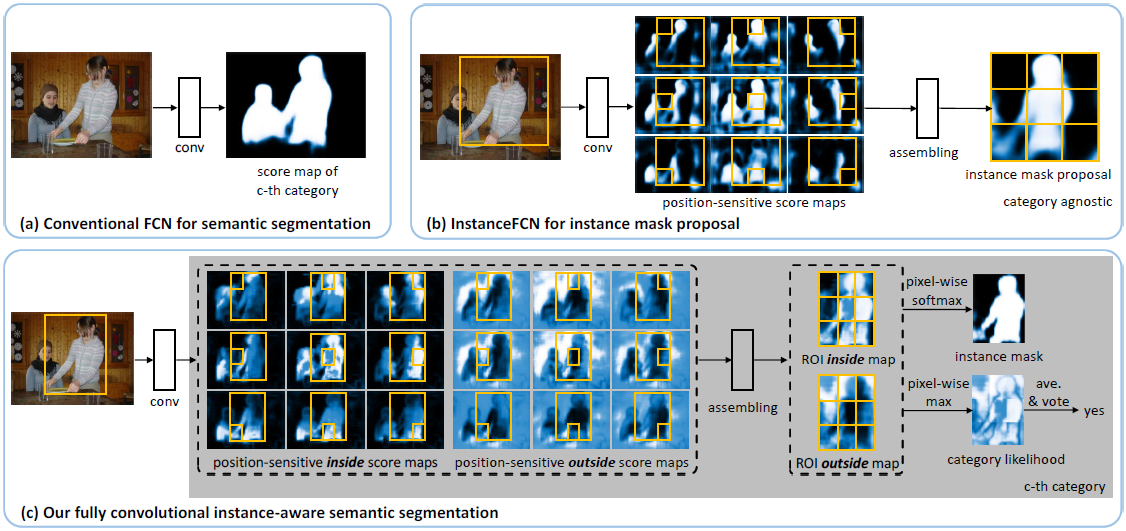 conv
score map of
c-th category
(a) Conventional FCN for semantic segmentation
conv
position-sensitive score maps
assembling
instance mask proposal
category agnostic
(b) InstanceFCN for instance mask proposal
conv
position-sensitive inside score maps
position-sensitive outside score maps
assembling
ROI inside map
ROI outside map
pixel-wise
softmax
instance mask
pixel-wise
max
category likelihood
ave.
& vote
yes
c-th category
(c) Our fully convolutional instance-aware semantic segmentation